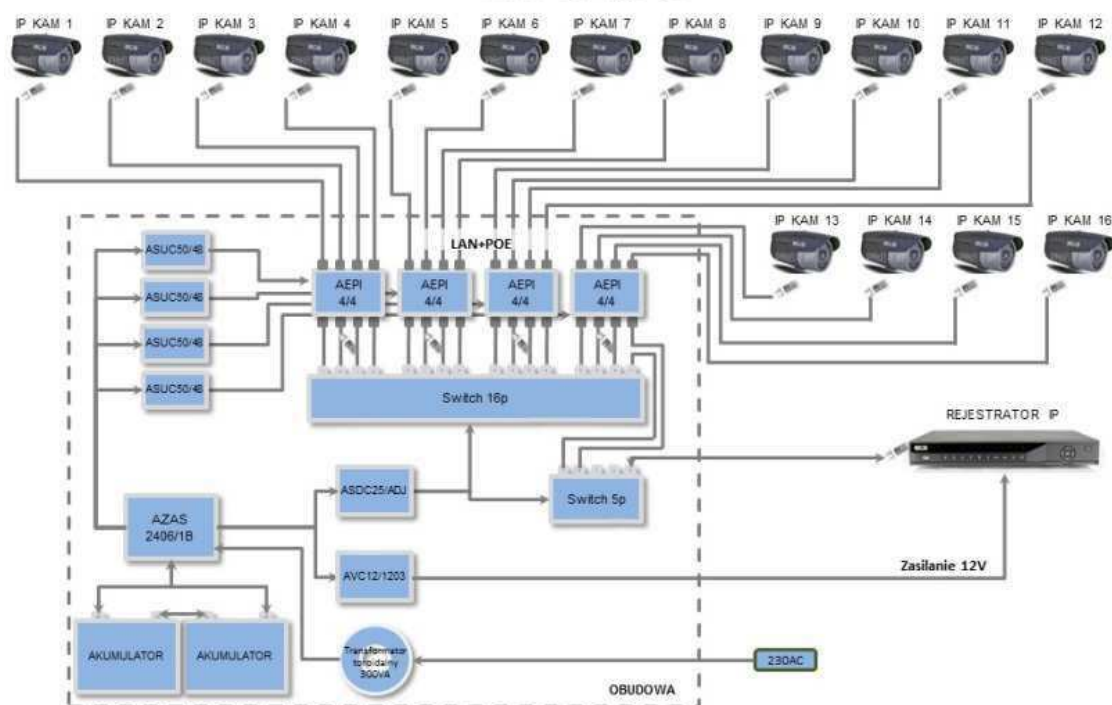 IP KAM 1
IP KAM 2
IP KAM 3
IP KAM 4
IP KAM 5
IP KAM 6
IP KAM 7
IP KAM 8
IP KAM 9
IP KAM 10
IP KAM 11
IP KAM 12
IP KAM 13
IP KAM 14
IP KAM 15
IP KAM 16
LAN+POE
ASUC50/48
ASUC50/48
ASUC50/48
ASUC50/48
AEPI
4/4
AEPI
4/4
AEPI
4/4
AEPI
4/4
Switch 16p
REJESTRATOR IP
ASDC25/ADJ
Switch 5p
AZAS
2406/1B
AVC12/1203
Zasilanie 12V
AKUMULATOR
AKUMULATOR
Transformator
toroidalny
300VA
230AC
OBUDOWA